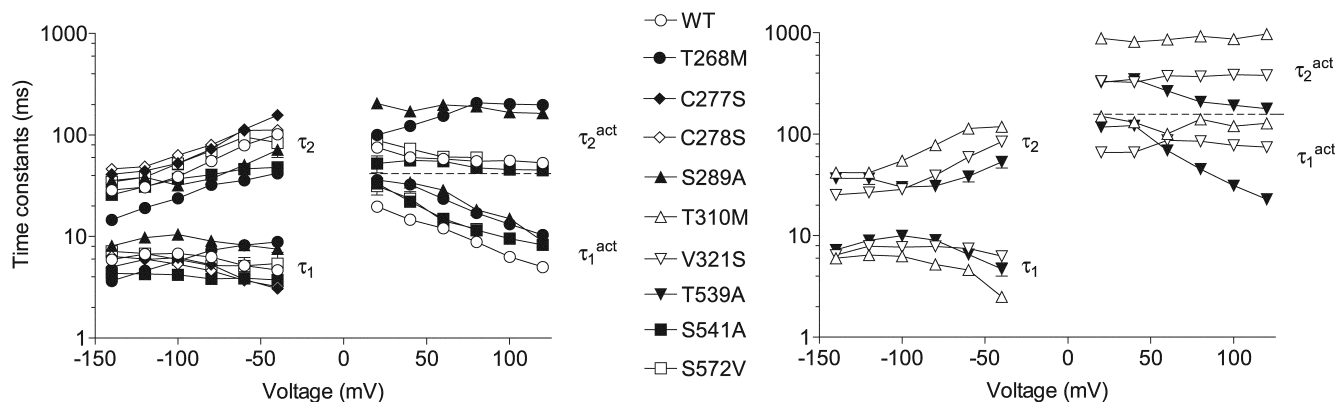 Time constants (ms)
1000
100
10
1
-150
-100
-50
0
50
100
Voltage (mV)
τ2
τ1
τ2act
τ1act
WT
T268M
C277S
C278S
S289A
T310M
V321S
T539A
S541A
S572V
1000
100
10
1
-150
-100
-50
0
50
100
Voltage (mV)
τ2
τ1
τ2act
τ1act